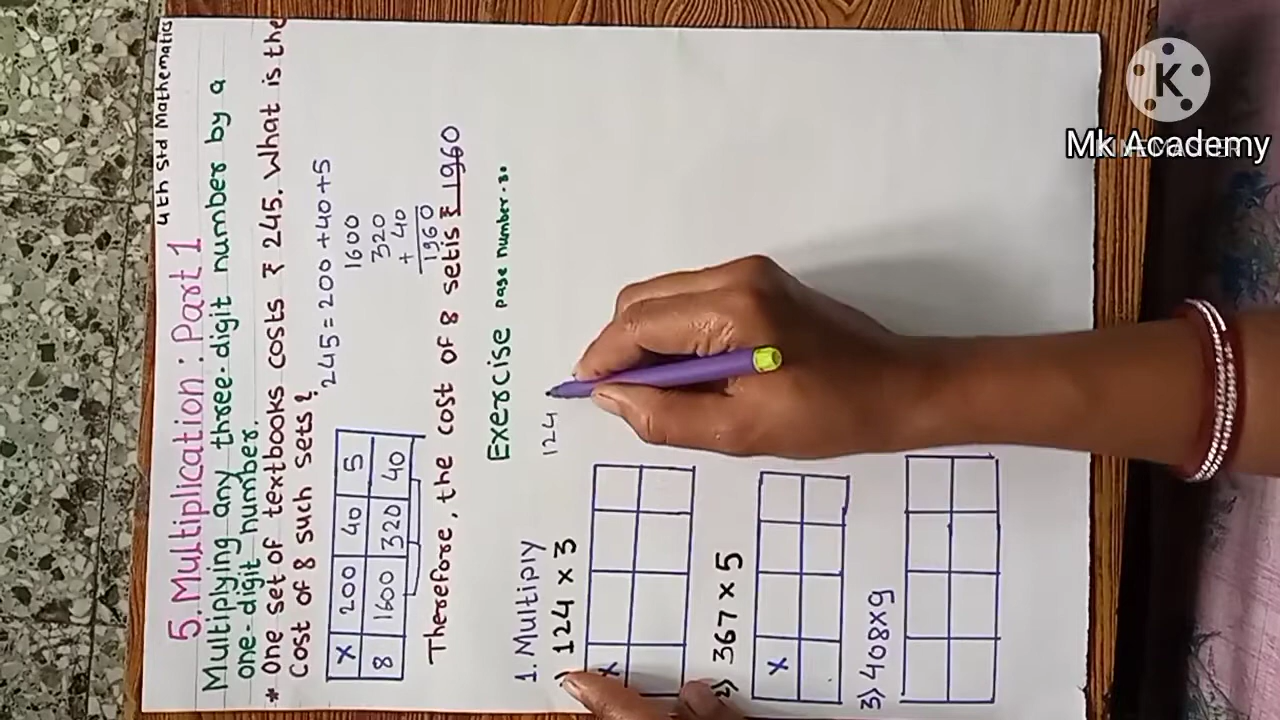 4th Std Mathematics
5. Multiplication : Part 1
Multiplying any three-digit number by a
one-digit number.
* One set of textbooks costs ₹ 245. What is the
cost of 8 such sets?
245 = 200 + 40 + 5
× 200 40 5
8 1600 320 40
1600
320
+ 40
1960
Therefore, the cost of 8 set is ₹ 1960
Exercise page number-30
1. Multiply
124
1) 124 × 3
×
2) 367 × 5
×
3) 408×9
K
Mk Academy